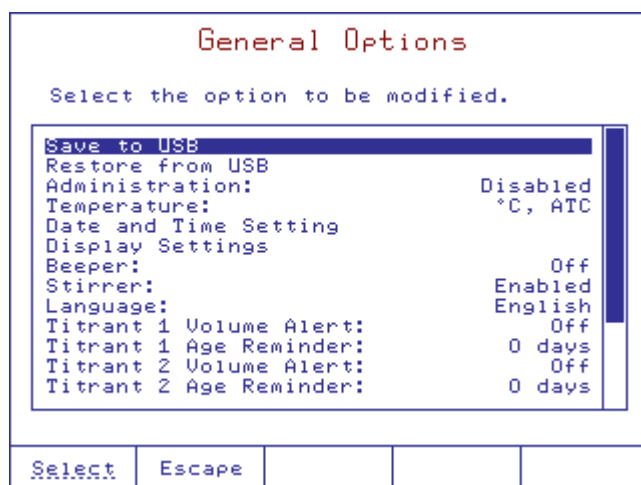 General Options
Select the option to be modified.
Save to USB
Restore from USB
Administration: Disabled
Temperature: °C, ATC
Date and Time Setting
Display Settings
Beeper: Off
Stirrer: Enabled
Language: English
Titrant 1 Volume Alert: Off
Titrant 1 Age Reminder: 0 days
Titrant 2 Volume Alert: Off
Titrant 2 Age Reminder: 0 days
Select Escape